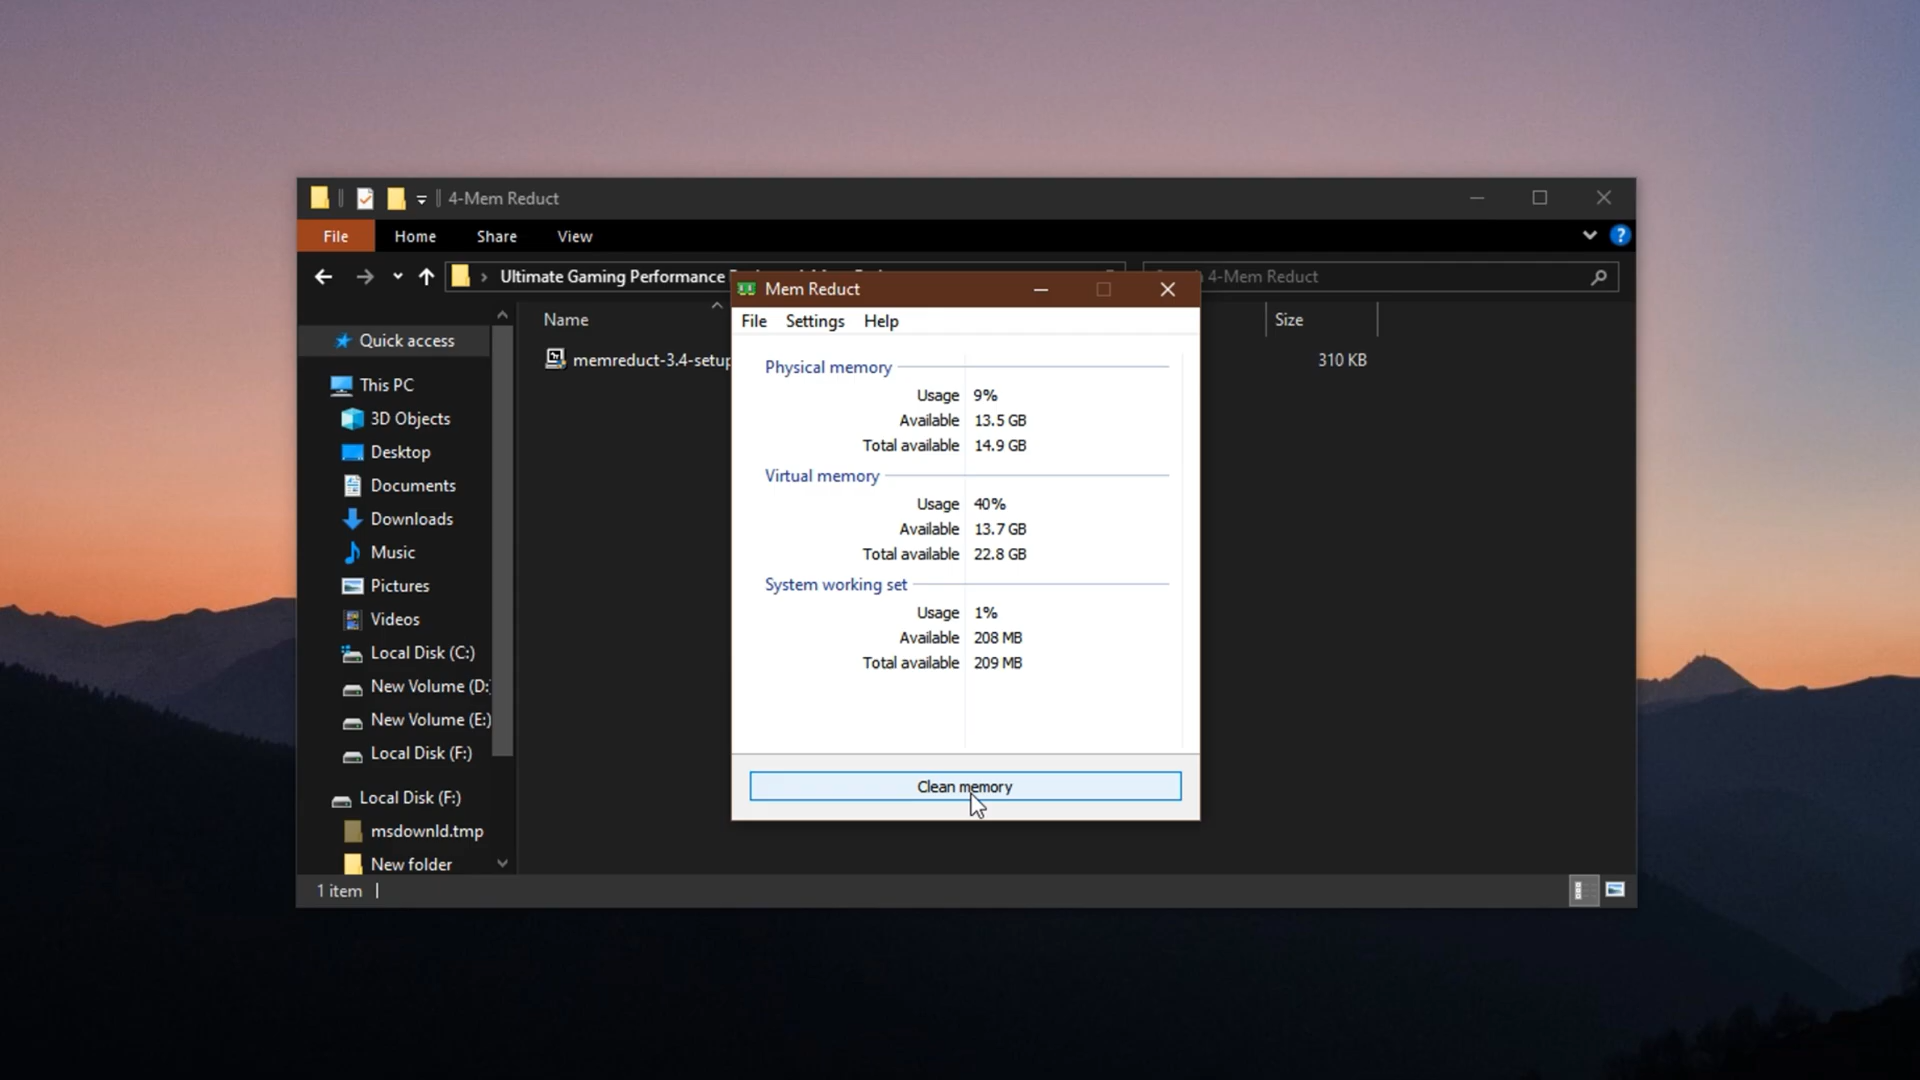 4-Mem Reduct
File Home Share View
?
Ultimate Gaming Performance
4-Mem Reduct
Name
Size
memreduct-3.4-setup
310 KB
Quick access
This PC
3D Objects
Desktop
Documents
Downloads
Music
Pictures
Videos
Local Disk (C:)
New Volume (D:)
New Volume (E:)
Local Disk (F:)
Local Disk (F:)
msdownld.tmp
New folder
1 item
Mem Reduct
File Settings Help
Physical memory
Usage 9%
Available 13.5 GB
Total available 14.9 GB
Virtual memory
Usage 40%
Available 13.7 GB
Total available 22.8 GB
System working set
Usage 1%
Available 208 MB
Total available 209 MB
Clean memory